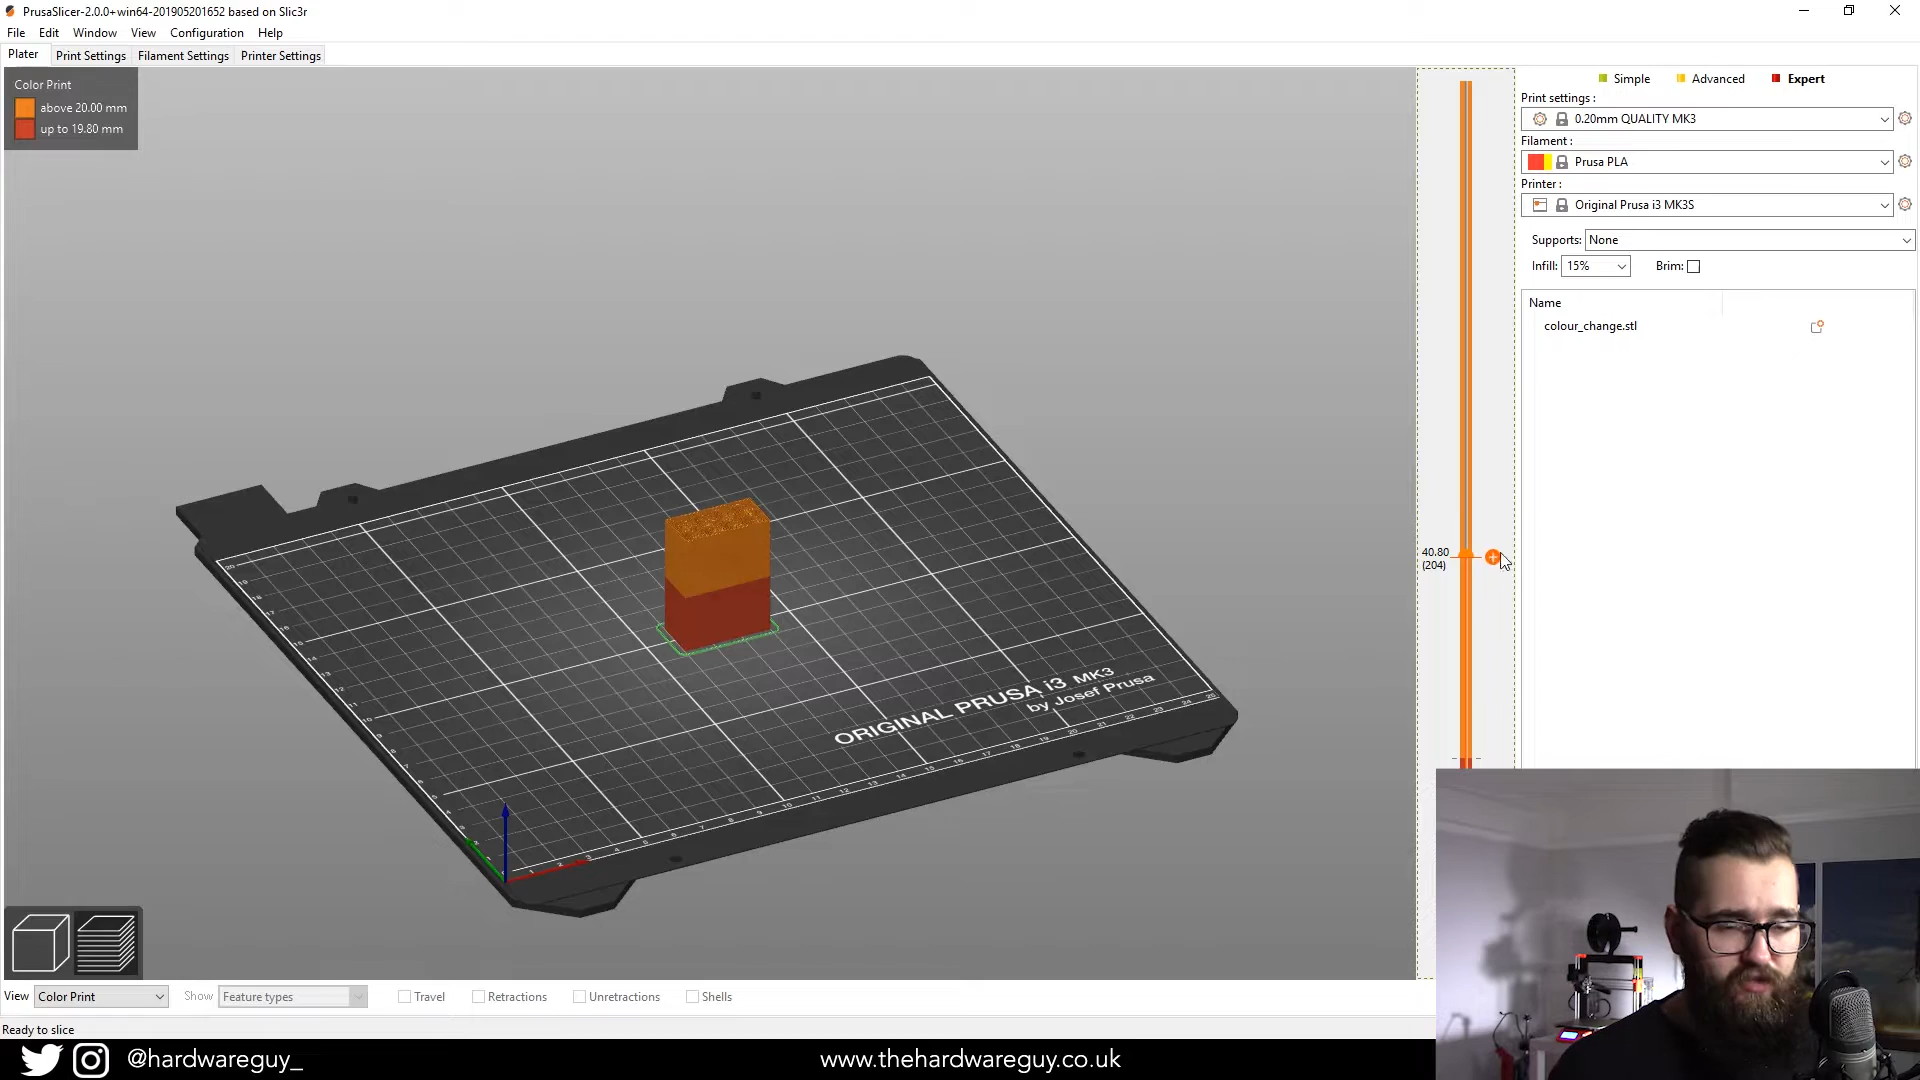 PrusaSlicer-2.0.0+win64-201905201652 based on Slic3r
File Edit Window View Configuration Help
Plater Print Settings Filament Settings Printer Settings
Color Print
above 20.00 mm
up to 19.80 mm
Simple Advanced Expert
Print settings :
0.20mm QUALITY MK3
Filament :
Prusa PLA
Printer :
Original Prusa i3 MK3S
Supports: None
Infill: 15% Brim:
Name
colour_change.stl
40.80
(204)
ORIGINAL PRUSA i3 MK3
by Josef Prusa
View Color Print Show Feature types Travel Retractions Unretractions Shells
Ready to slice
@hardwareguy_ www.thehardwareguy.co.uk